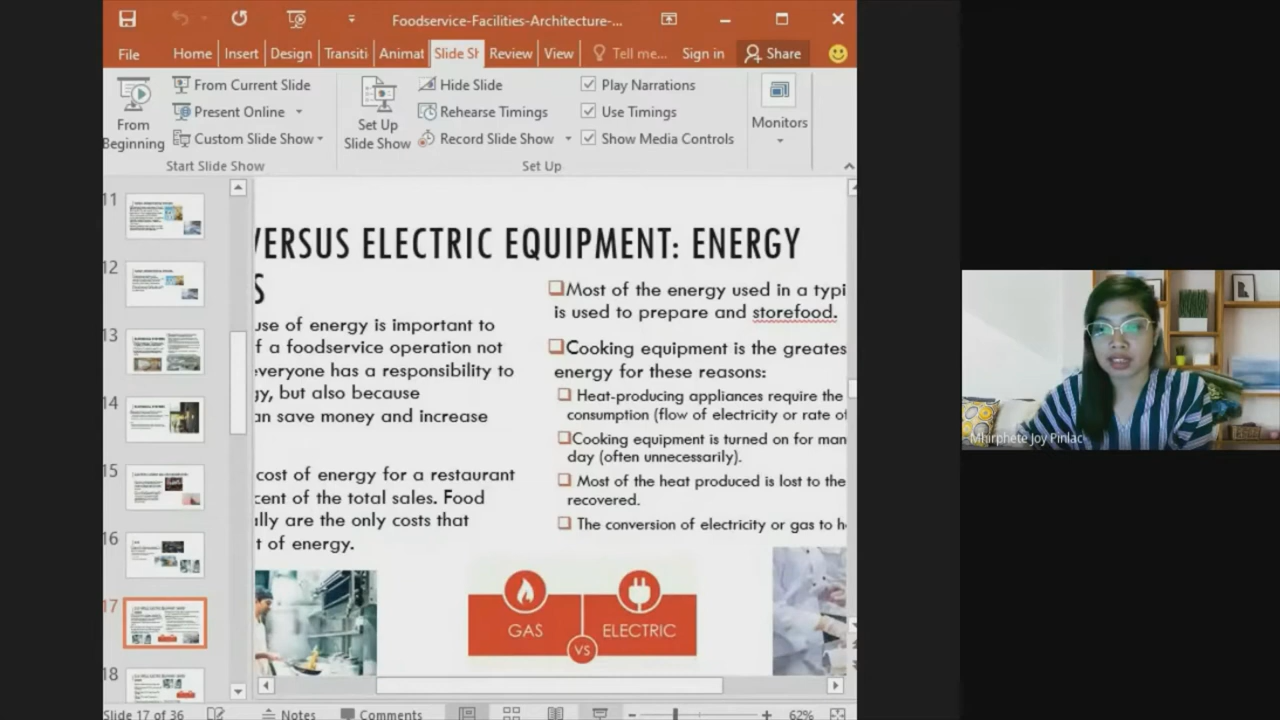 Foodservice-Facilities-Architecture-...
File Home Insert Design Transiti Animat Slide Sh Review View Tell me... Sign in Share
From Beginning
From Current Slide
Present Online
Custom Slide Show
Start Slide Show
Set Up Slide Show
Hide Slide
Rehearse Timings
Record Slide Show
Play Narrations
Use Timings
Show Media Controls
Set Up
Monitors
11
12
13
14
15
16
17
18
VERSUS ELECTRIC EQUIPMENT: ENERGY
S
use of energy is important to
f a foodservice operation not
everyone has a responsibility to
gy, but also because
an save money and increase
cost of energy for a restaurant
cent of the total sales. Food
ally are the only costs that
t of energy.
Most of the energy used in a typi
is used to prepare and storefood.
Cooking equipment is the greates
energy for these reasons:
Heat-producing appliances require the
consumption (flow of electricity or rate of
Cooking equipment is turned on for man
day (often unnecessarily).
Most of the heat produced is lost to the
recovered.
The conversion of electricity or gas to h
GAS VS ELECTRIC
Mhirphete Joy Pinlac
Slide 17 of 36 Notes Comments 62%